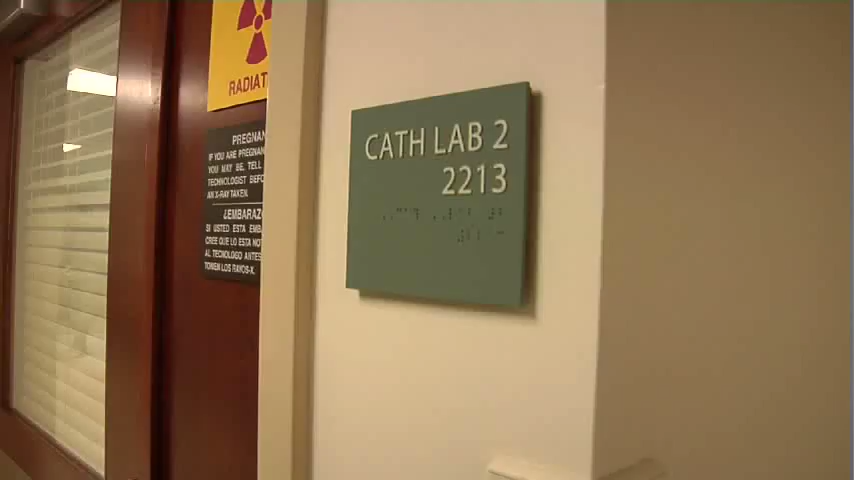 RADIAT
PREGNAN
IF YOU ARE PREGNAN
YOU MAY BE, TELL
TECHNOLOGIST BEFO
AN X-RAY TAKEN.
¿EMBARAZ
SI USTED ESTA EMBA
CREE QUE LO ESTA NOT
AL TECNOLOGO ANTES
TOMEN LOS RAYOS-X.
CATH LAB 2
2213